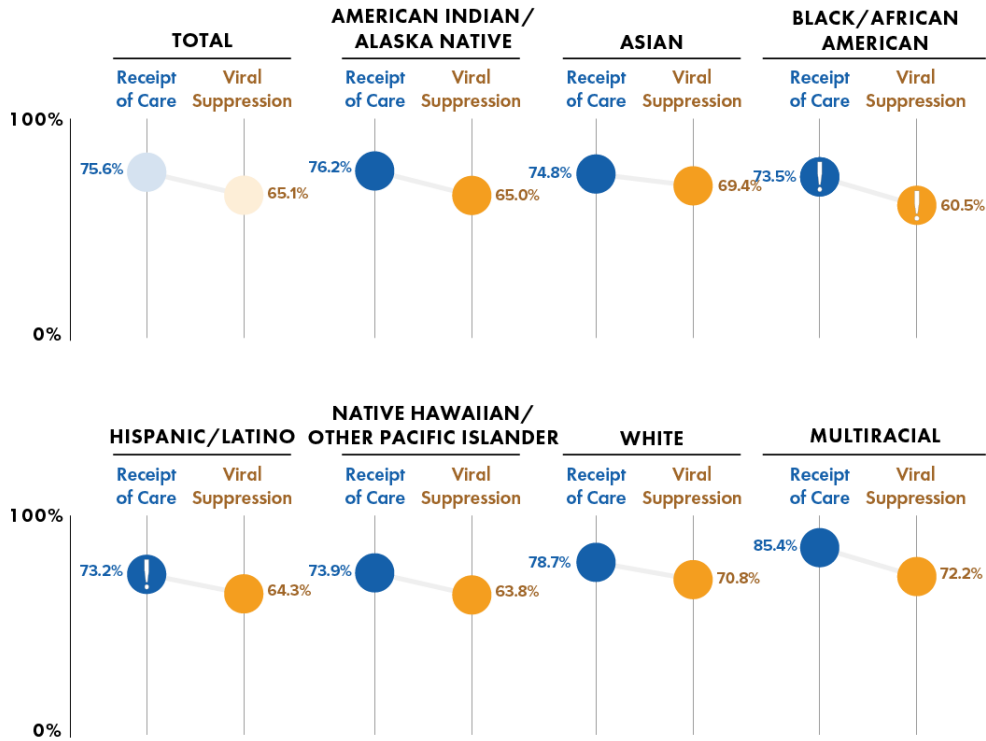 TOTAL
AMERICAN INDIAN/
ALASKA NATIVE
ASIAN
BLACK/AFRICAN
AMERICAN
Receipt
of Care
Viral
Suppression
Receipt
of Care
Viral
Suppression
Receipt
of Care
Viral
Suppression
Receipt
of Care
Viral
Suppression
100%
75.6%
65.1%
76.2%
65.0%
74.8%
69.4%
73.5%
!
!
60.5%
0%
HISPANIC/LATINO
NATIVE HAWAIIAN/
OTHER PACIFIC ISLANDER
WHITE
MULTIRACIAL
Receipt
of Care
Viral
Suppression
Receipt
of Care
Viral
Suppression
Receipt
of Care
Viral
Suppression
Receipt
of Care
Viral
Suppression
100%
73.2%
!
64.3%
73.9%
63.8%
78.7%
70.8%
85.4%
72.2%
0%